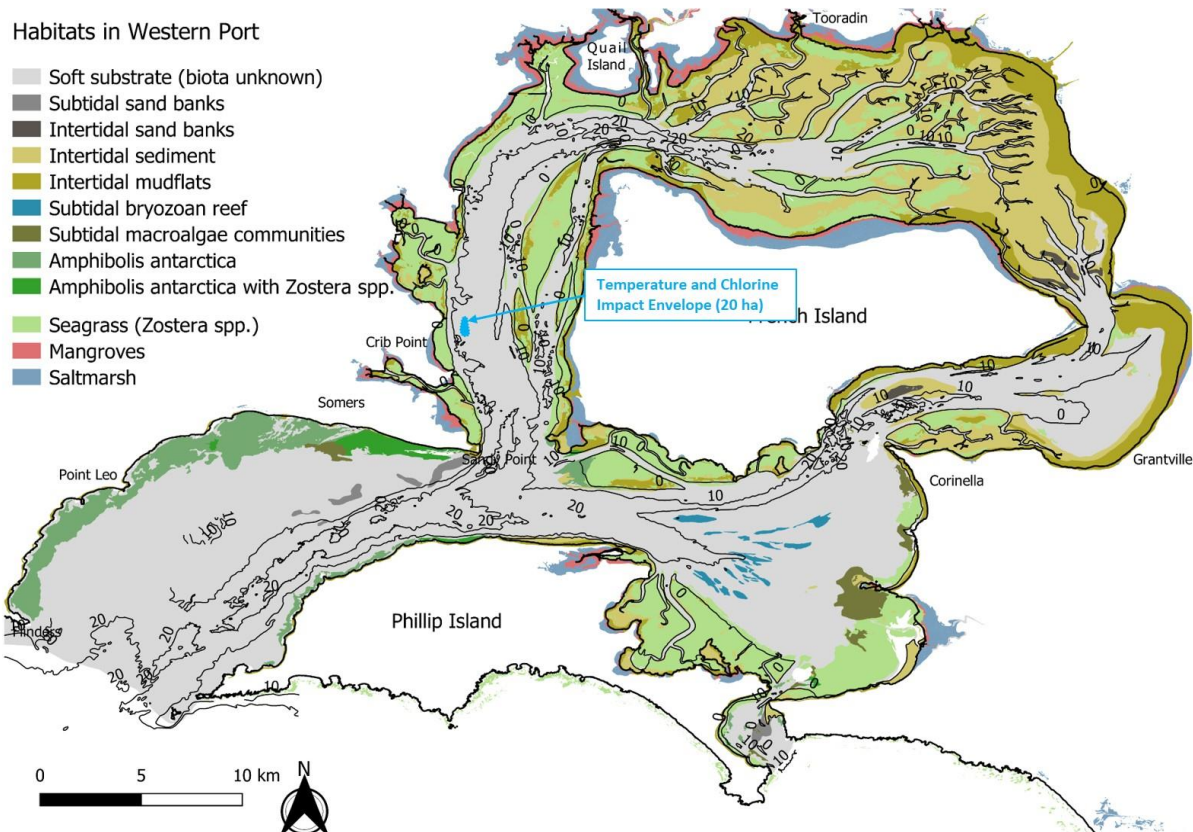 Habitats in Western Port
Soft substrate (biota unknown)
Subtidal sand banks
Intertidal sand banks
Intertidal sediment
Intertidal mudflats
Subtidal bryozoan reef
Subtidal macroalgae communities
Amphibolis antarctica
Amphibolis antarctica with Zostera spp.
Seagrass (Zostera spp.)
Mangroves
Saltmarsh
Tooradin
Quail
Island
Temperature and Chlorine
Impact Envelope (20 ha)
French Island
Crib Point
Somers
Sandy Point
Point Leo
Grantville
Corinella
Phillip Island
Flinders
0 5 10 km
N